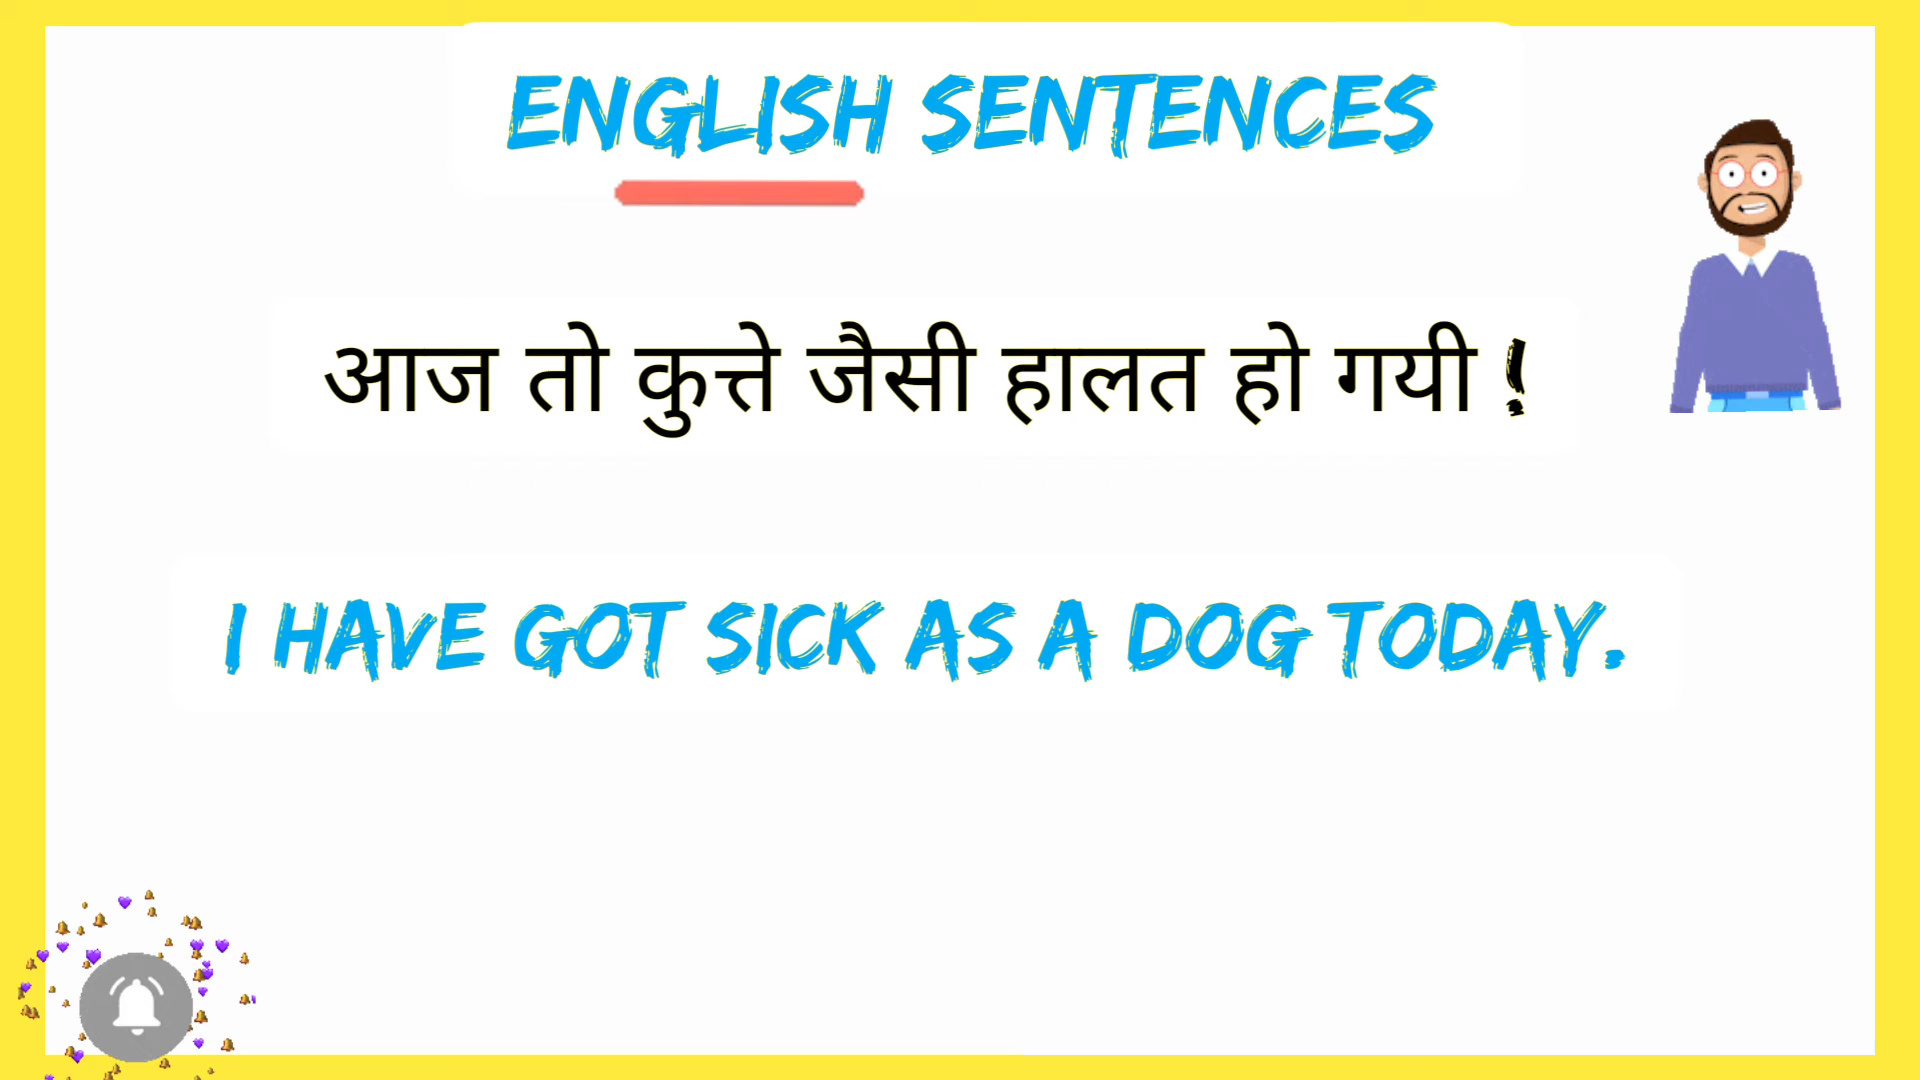 ENGLISH SENTENCES
आज तो कुत्ते जैसी हालत हो गयी !
I HAVE GOT SICK AS A DOG TODAY.